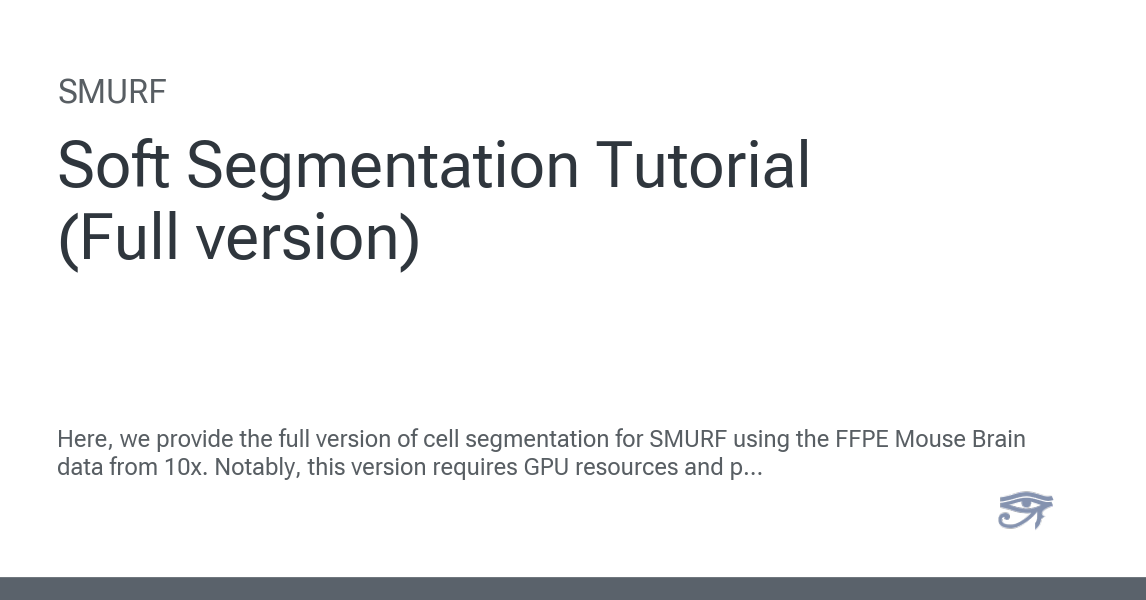 SMURF
Soft Segmentation Tutorial
(Full version)
Here, we provide the full version of cell segmentation for SMURF using the FFPE Mouse Brain
data from 10x. Notably, this version requires GPU resources and p...